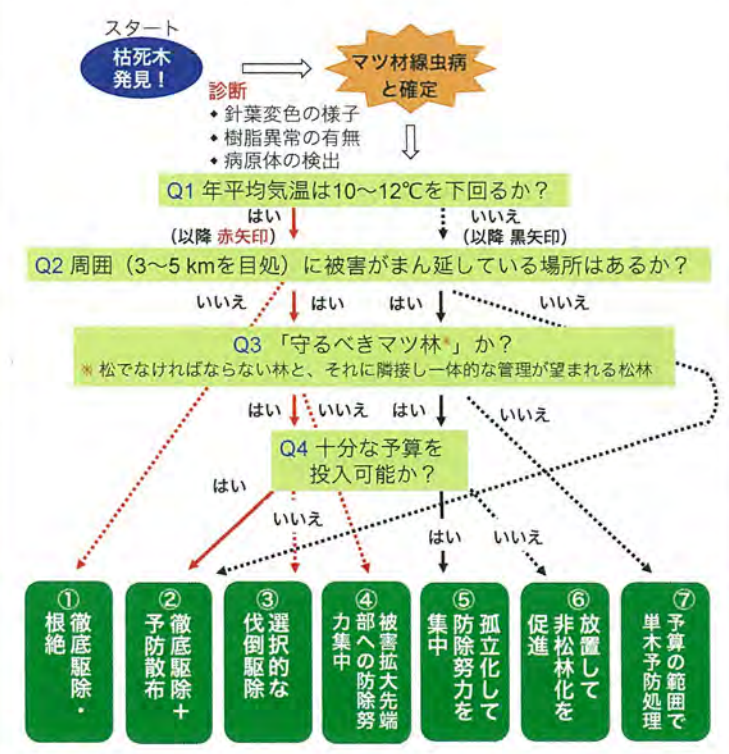 スタート
枯死木
発見！
マツ材線虫病
と確定
診断
◆ 針葉変色の様子
◆ 樹脂異常の有無
◆ 病原体の検出
Q1 年平均気温は10～12℃を下回るか？
はい
（以降 赤矢印）
いいえ
（以降 黒矢印）
Q2 周囲（3～5 kmを目処）に被害がまん延している場所はあるか？
いいえ
はい
はい
いいえ
Q3 「守るべきマツ林※」か？
※ 松でなければならない林と、それに隣接し一体的な管理が望まれる松林
はい
いいえ
はい
いいえ
Q4 十分な予算を
投入可能か？
はい
いいえ
はい
いいえ
①
徹底駆除・
根絶
②
徹底駆除＋
予防散布
③
選択的な
伐倒駆除
④
被害拡大先端
部への防除努
力集中
⑤
孤立化して
防除努力を
集中
⑥
放置して
非松林化を
促進
⑦
予算の範囲で
単木予防処理